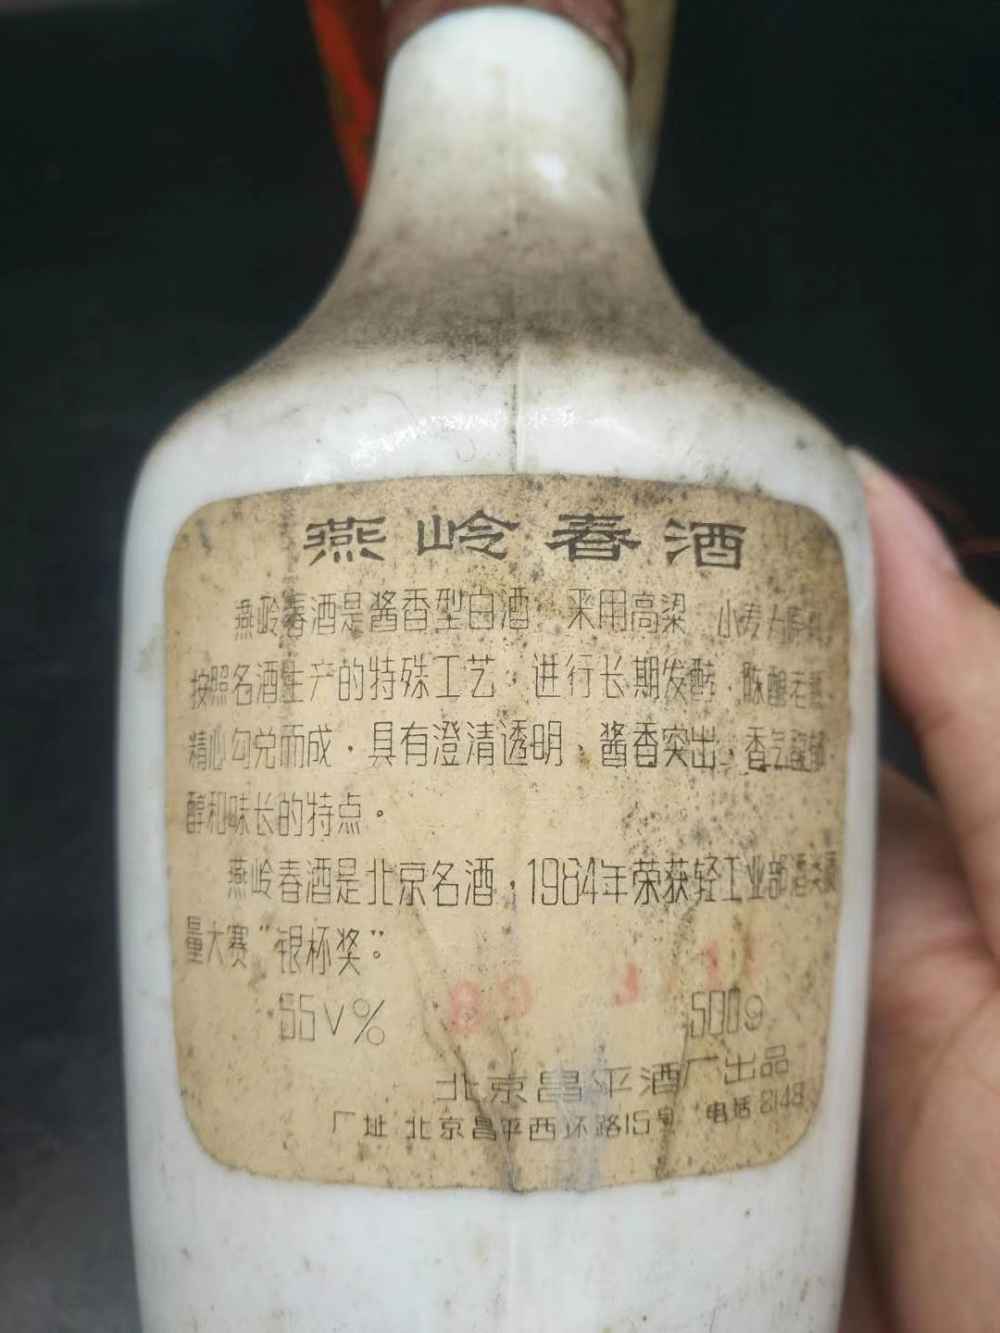 燕岭春酒
燕岭春酒是酱香型白酒 采用高梁 小麦为原料
按照名酒生产的特殊工艺，进行长期发酵、陈酿老熟
精心勾兑而成，具有澄清透明、酱香突出、香气馥郁
醇和味长的特点。
燕岭春酒是北京名酒，1984年荣获轻工业部酒类质
量大赛“银杯奖”。
55V% 500g
北京昌平酒厂出品
厂址 北京昌平西环路15号 电话 8148